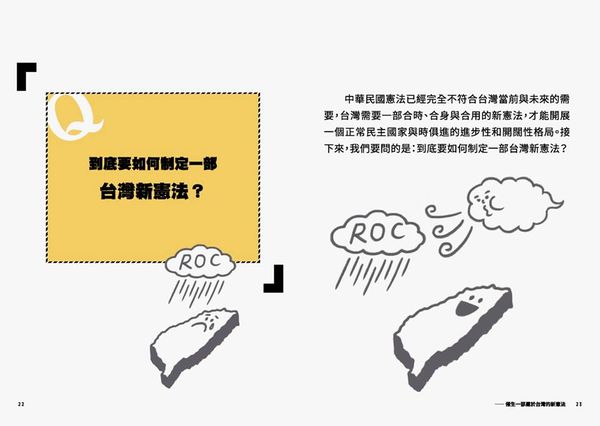 Q
到底要如何制定一部
台灣新憲法？
ROC
22
中華民國憲法已經完全不符合台灣當前與未來的需
要，台灣需要一部合時、合身與合用的新憲法，才能開展
一個正常民主國家與時俱進的進步性和開闊性格局。接
下來，我們要問的是：到底要如何制定一部台灣新憲法？
ROC
——催生一部屬於台灣的新憲法 23